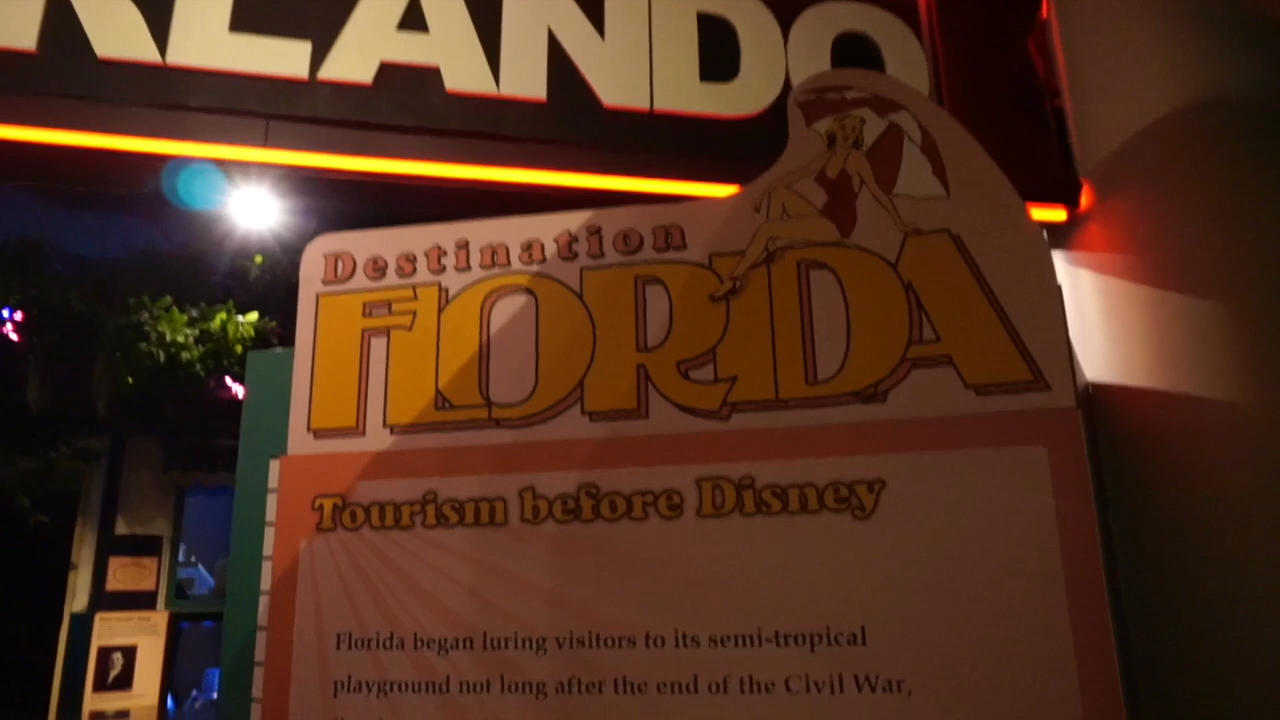 RLANDO
Destination
FLORIDA
Tourism before Disney
Florida began luring visitors to its semi-tropical
playground not long after the end of the Civil War,